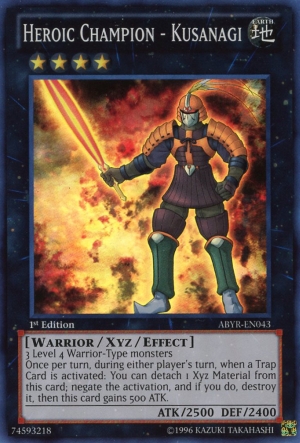 HEROIC CHAMPION - KUSANAGI
EARTH
地
1st Edition
ABYR-EN043
[WARRIOR / XYZ / EFFECT]
3 Level 4 Warrior-Type monsters
Once per turn, during either player's turn, when a Trap
Card is activated: You can detach 1 Xyz Material from
this card; negate the activation, and if you do, destroy
it, then this card gains 500 ATK.
ATK/2500 DEF/2400
74593218
©1996 KAZUKI TAKAHASHI